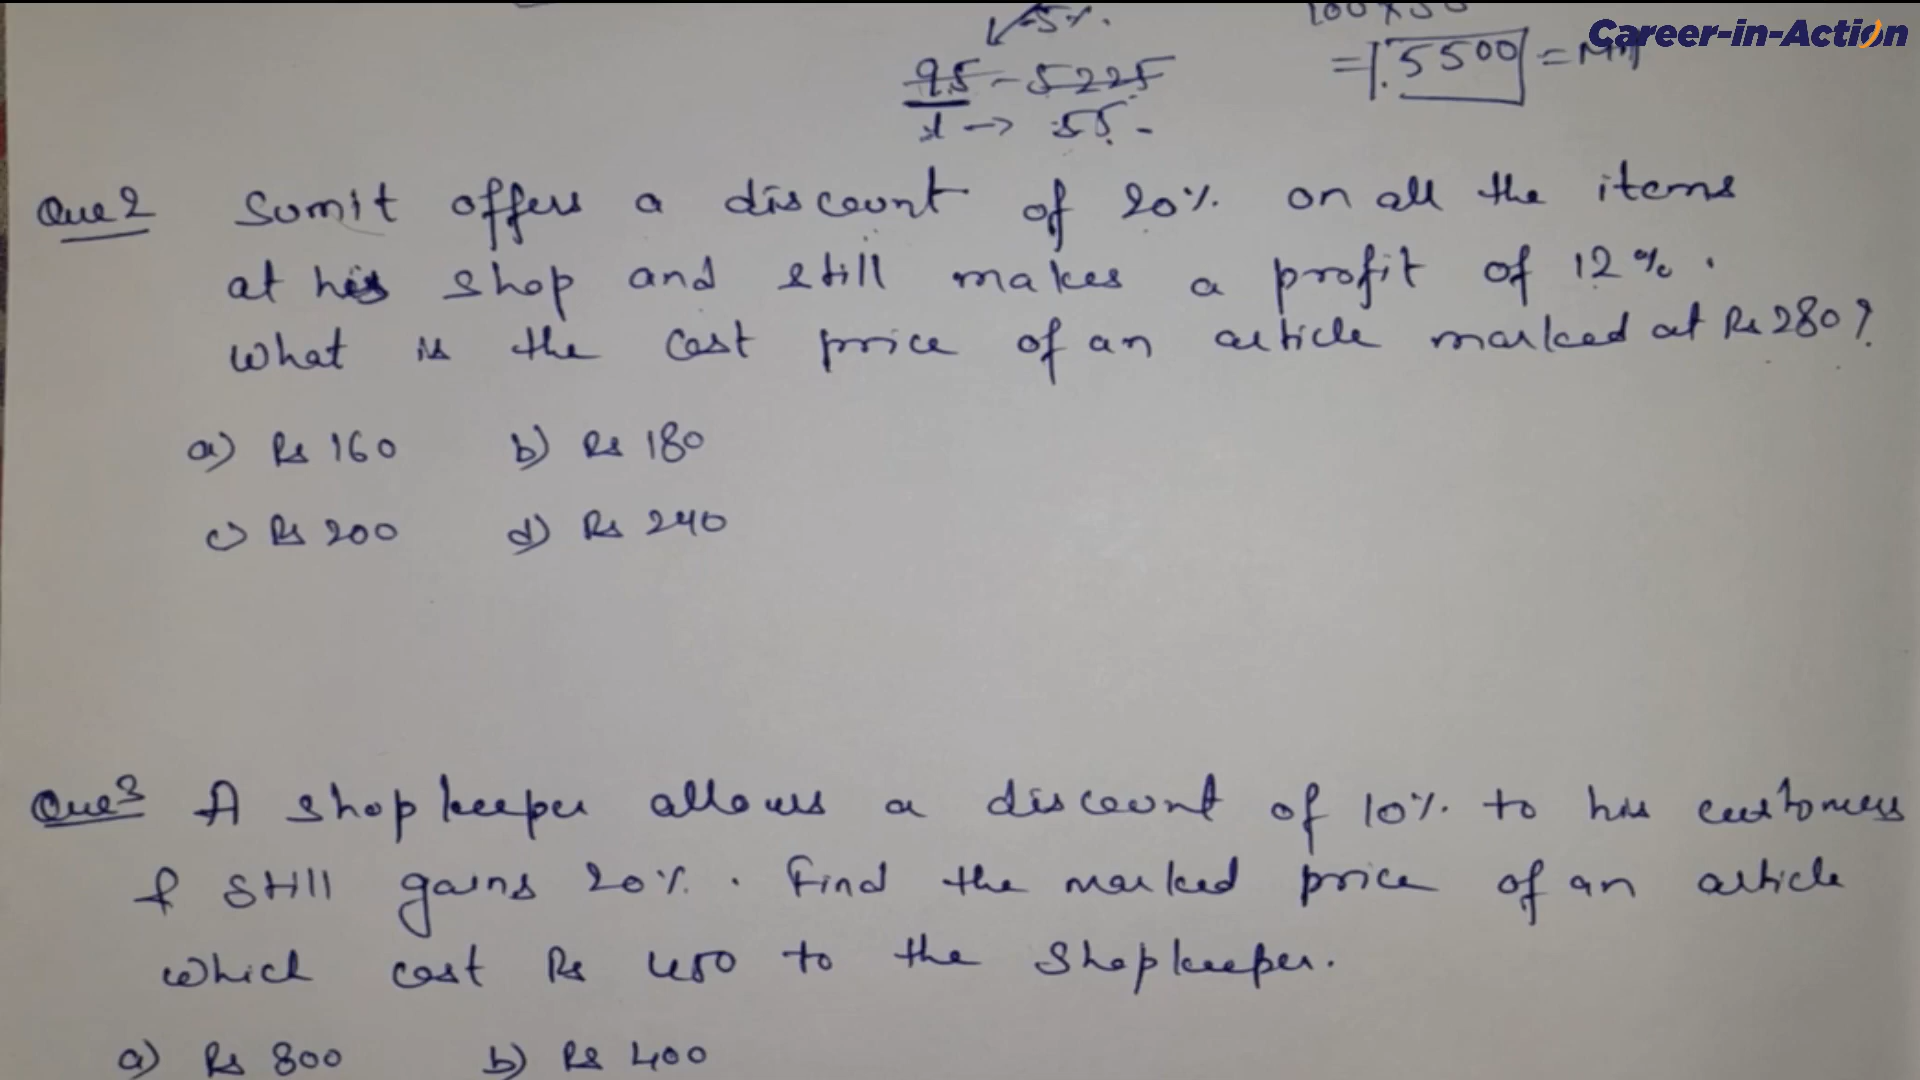 Career-in-Action
-5%.
95 - 5225
= 5500 =
1 → 55
Que 2 Sumit offers a discount of 20% on all the items
at his shop and still makes a profit of 12%.
What is the cost price of an article marked at Rs 280?
a) Rs 160 b) Rs 180
c) Rs 200 d) Rs 240
Que 3 A shopkeeper allows a discount of 10% to his customers
& still gains 20%. Find the marked price of an article
which cost Rs 450 to the shopkeeper.
a) Rs 800 b) Rs 400